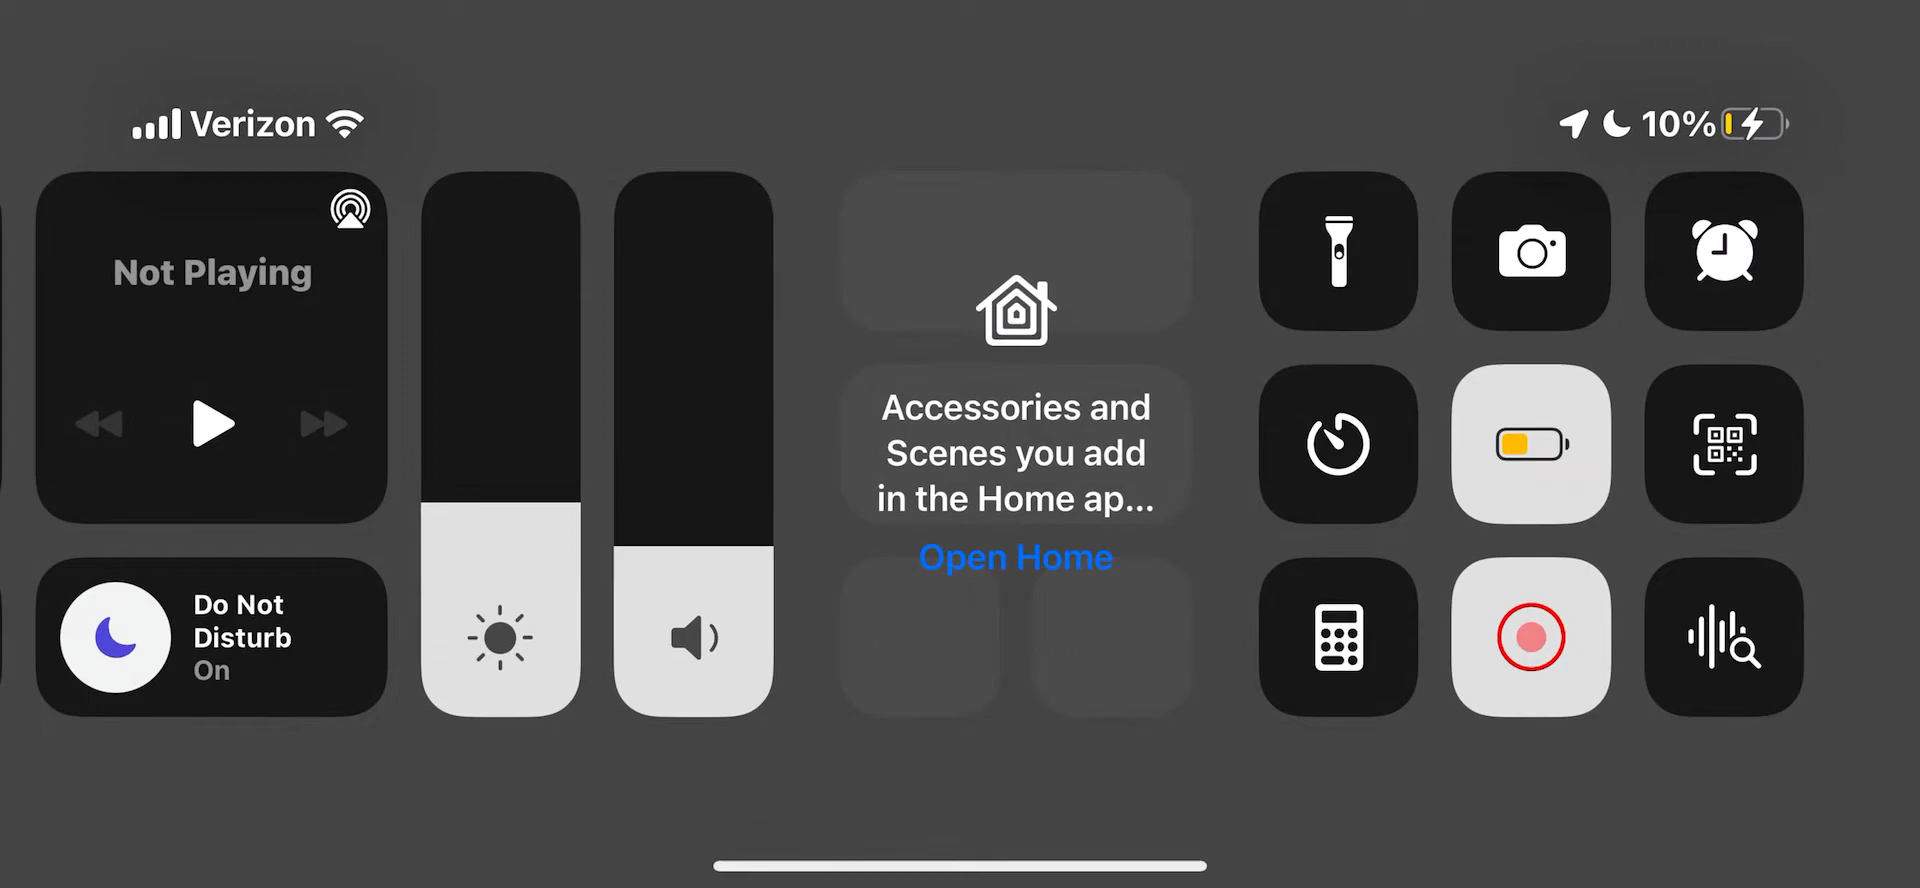 Verizon
10%
Not Playing
Do Not
Disturb
On
Accessories and
Scenes you add
in the Home ap...
Open Home